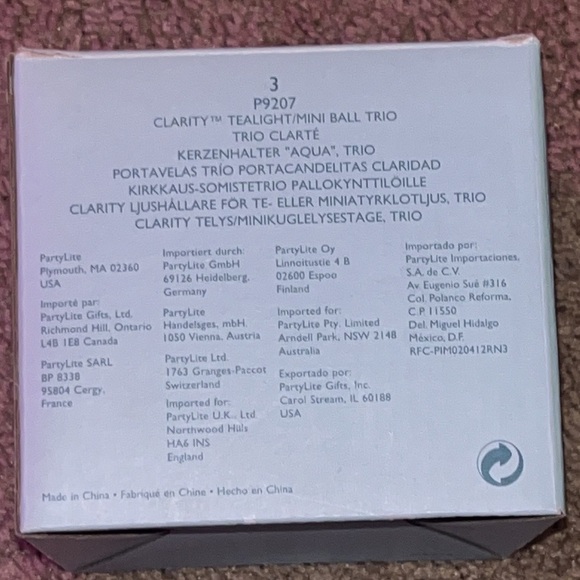 3
P9207
CLARITY™ TEALIGHT/MINI BALL TRIO
TRIO CLARTÉ
KERZENHALTER "AQUA", TRIO
PORTAVELAS TRÍO PORTACANDELITAS CLARIDAD
KIRKKAUS-SOMISTETRIO PALLOKYNTTILÖILLE
CLARITY LJUSHÅLLARE FÖR TE- ELLER MINIATYRKLOTLJUS, TRIO
CLARITY TELYS/MINIKUGLELYSESTAGE, TRIO
PartyLite
Plymouth, MA 02360
USA
Importé par:
PartyLite Gifts, Ltd.
Richmond Hill, Ontario
L4B 1E8 Canada
PartyLite SARL
BP 8338
95804 Cergy,
France
Importiert durch:
PartyLite GmbH
69126 Heidelberg,
Germany
PartyLite
Handelsges. mbH.
1050 Vienna, Austria
PartyLite Ltd.
1763 Granges-Paccot
Switzerland
Imported for:
PartyLite U.K., Ltd
Northwood Hills
HA6 INS
England
PartyLite Oy
Linnoitustie 4 B
02600 Espoo
Finland
Imported for:
PartyLite Pty. Limited
Arndell Park, NSW 2148
Australia
Exportado por:
PartyLite Gifts, Inc.
Carol Stream, IL 60188
USA
Importado por:
PartyLite Importaciones,
S.A. de C.V.
Av. Eugenio Sué #316
Col. Polanco Reforma,
C.P 11550
Del. Miguel Hidalgo
México, D.F.
RFC-PIM020412RN3
Made in China • Fabriqué en Chine • Hecho en China